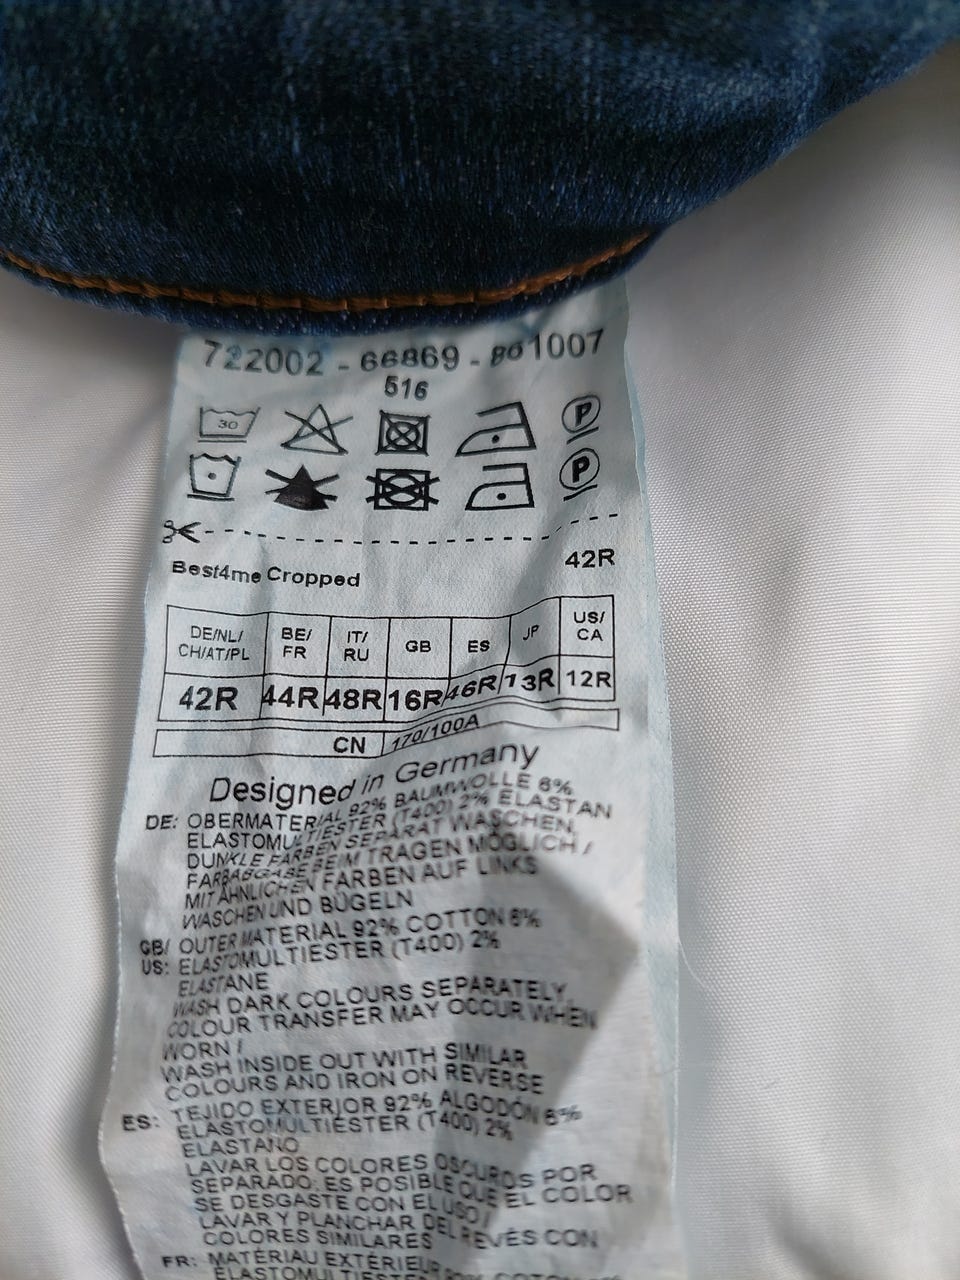 722002 - 66869 - 801007
516
30 P
P
Best4me Cropped 42R
DE/NL/ CH/AT/PL BE/ FR IT/ RU GB ES JP US/ CA
42R 44R 48R 16R 46R 13R 12R
CN 170/100A
Designed in Germany
DE: OBERMATERIAL 92% BAUMWOLLE 6%
ELASTOMULTIESTER (T400) 2% ELASTAN
DUNKLE FARBEN SEPARAT WASCHEN,
FARBABGABE BEIM TRAGEN MÖGLICH /
MIT ÄHNLICHEN FARBEN AUF LINKS
WASCHEN UND BÜGELN
GB/ OUTER MATERIAL 92% COTTON 6%
US: ELASTOMULTIESTER (T400) 2%
ELASTANE
WASH DARK COLOURS SEPARATELY,
COLOUR TRANSFER MAY OCCUR WHEN
WORN /
WASH INSIDE OUT WITH SIMILAR
COLOURS AND IRON ON REVERSE
ES: TEJIDO EXTERIOR 92% ALGODÓN 6%
ELASTOMULTIESTER (T400) 2%
ELASTANO
LAVAR LOS COLORES OSCUROS POR
SEPARADO: ES POSIBLE QUE EL COLOR
SE DESGASTE CON EL USO /
LAVAR Y PLANCHAR DEL REVÉS CON
COLORES SIMILARES
FR: MATÉRIAU EXTÉRIEUR
ELASTOMULTIESTER